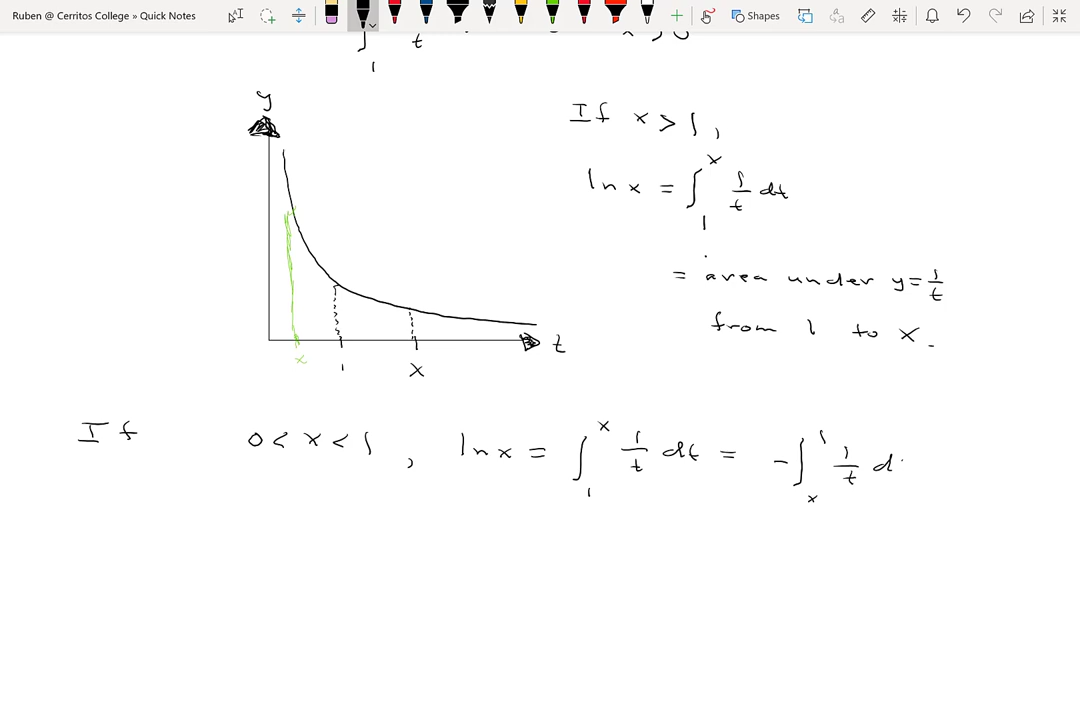 Ruben @ Cerritos College » Quick Notes
Shapes
∫ t
1
y
If x > 1,
ln x = ∫₁ˣ 1/t dt
= area under y = 1/t
from 1 to x.
t
x 1 x
If 0 < x < 1, ln x = ∫₁ˣ 1/t dt = -∫ₓ¹ 1/t d